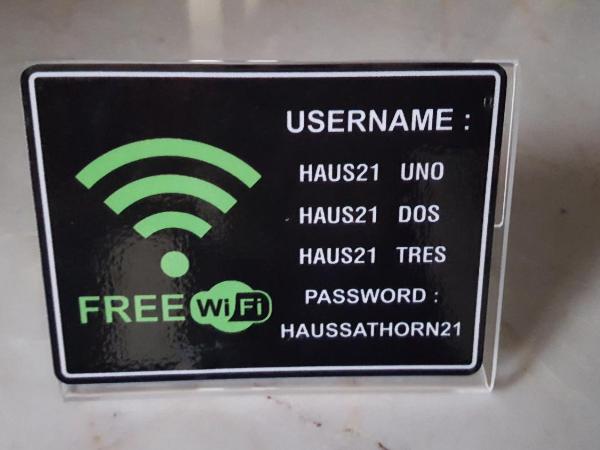 USERNAME :
HAUS21 UNO
HAUS21 DOS
HAUS21 TRES
PASSWORD :
HAUSSATHORN21
FREE WiFi